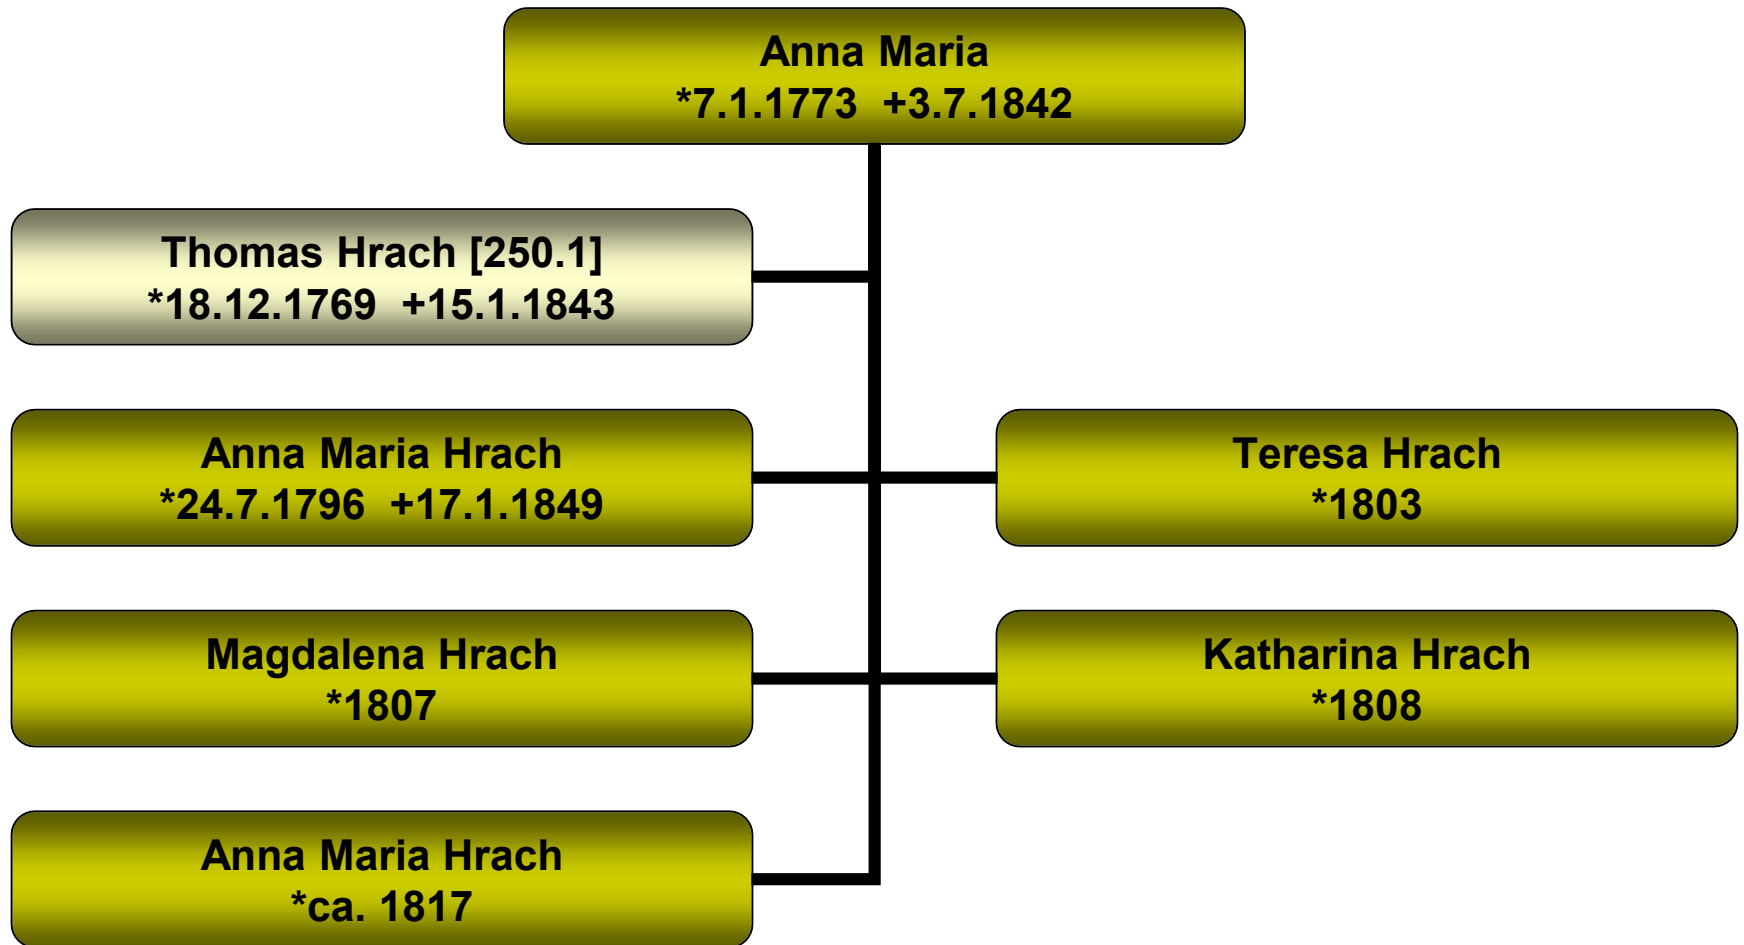 Anna Maria
*7.1.1773 +3.7.1842
Thomas Hrach [250.1]
*18.12.1769 +15.1.1843
Anna Maria Hrach
*24.7.1796 +17.1.1849
Teresa Hrach
*1803
Magdalena Hrach
*1807
Katharina Hrach
*1808
Anna Maria Hrach
*ca. 1817